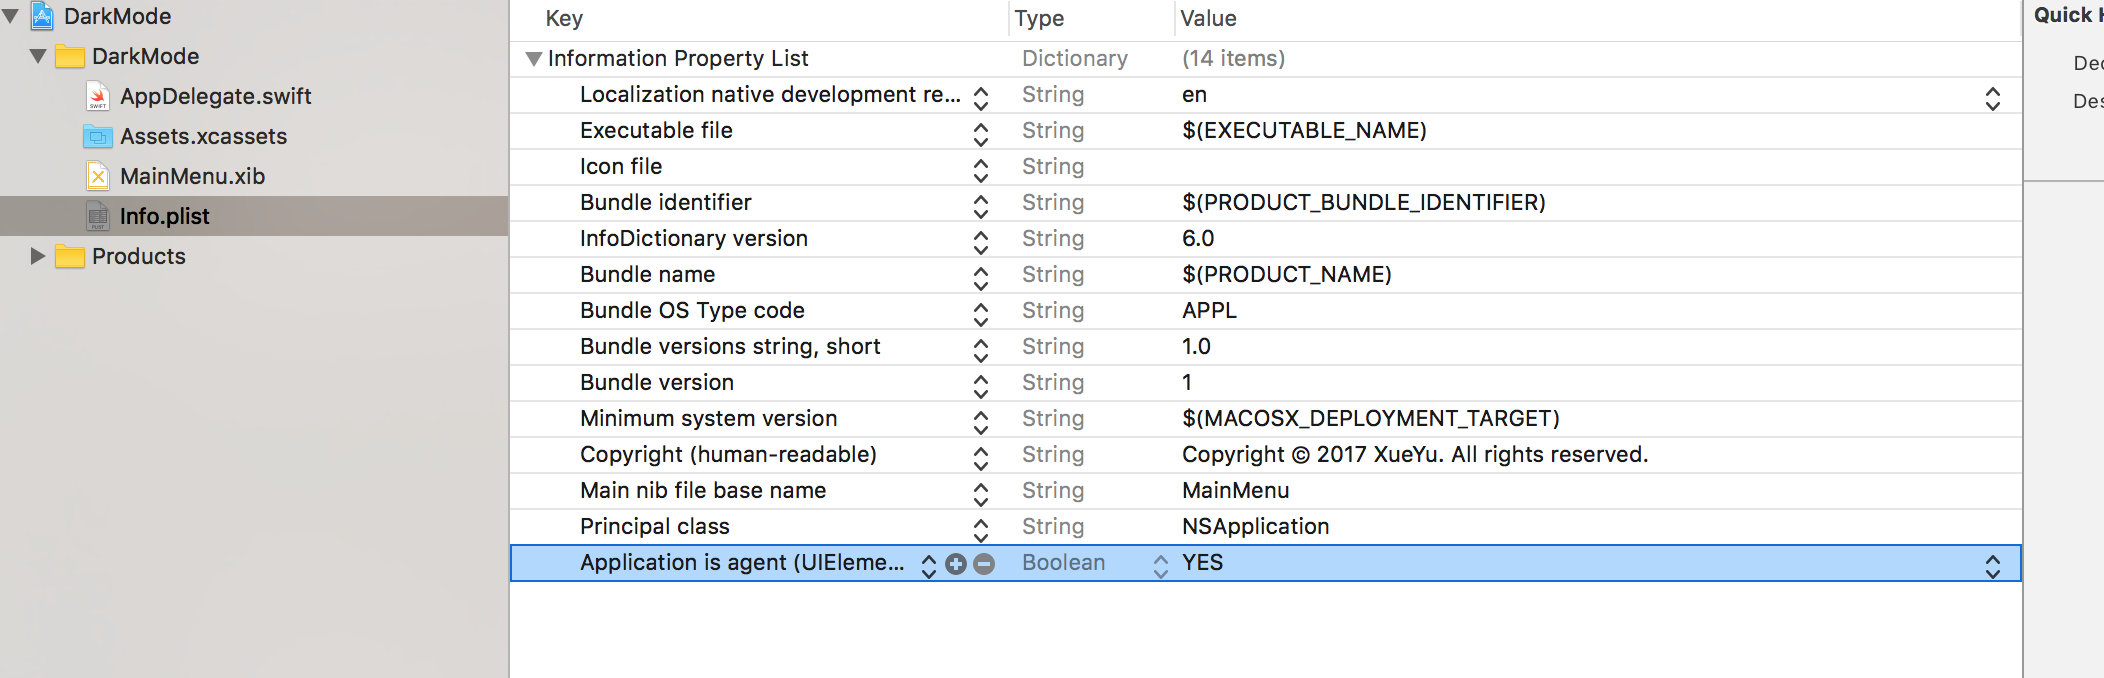 DarkMode
DarkMode
AppDelegate.swift
Assets.xcassets
MainMenu.xib
Info.plist
Products
Key Type Value
Information Property List Dictionary (14 items)
Localization native development re... String en
Executable file String $(EXECUTABLE_NAME)
Icon file String
Bundle identifier String $(PRODUCT_BUNDLE_IDENTIFIER)
InfoDictionary version String 6.0
Bundle name String $(PRODUCT_NAME)
Bundle OS Type code String APPL
Bundle versions string, short String 1.0
Bundle version String 1
Minimum system version String $(MACOSX_DEPLOYMENT_TARGET)
Copyright (human-readable) String Copyright © 2017 XueYu. All rights reserved.
Main nib file base name String MainMenu
Principal class String NSApplication
Application is agent (UIEleme... Boolean YES
Quick